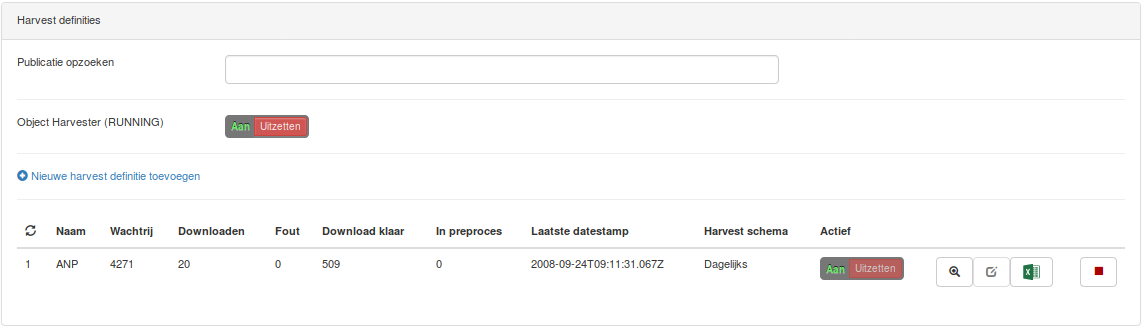 Harvest definities
Publicatie opzoeken
Object Harvester (RUNNING) Aan Uitzetten
Nieuwe harvest definitie toevoegen
Naam Wachtrij Downloaden Fout Download klaar In preproces Laatste datestamp Harvest schema Actief
1 ANP 4271 20 0 509 0 2008-09-24T09:11:31.067Z Dagelijks Aan Uitzetten